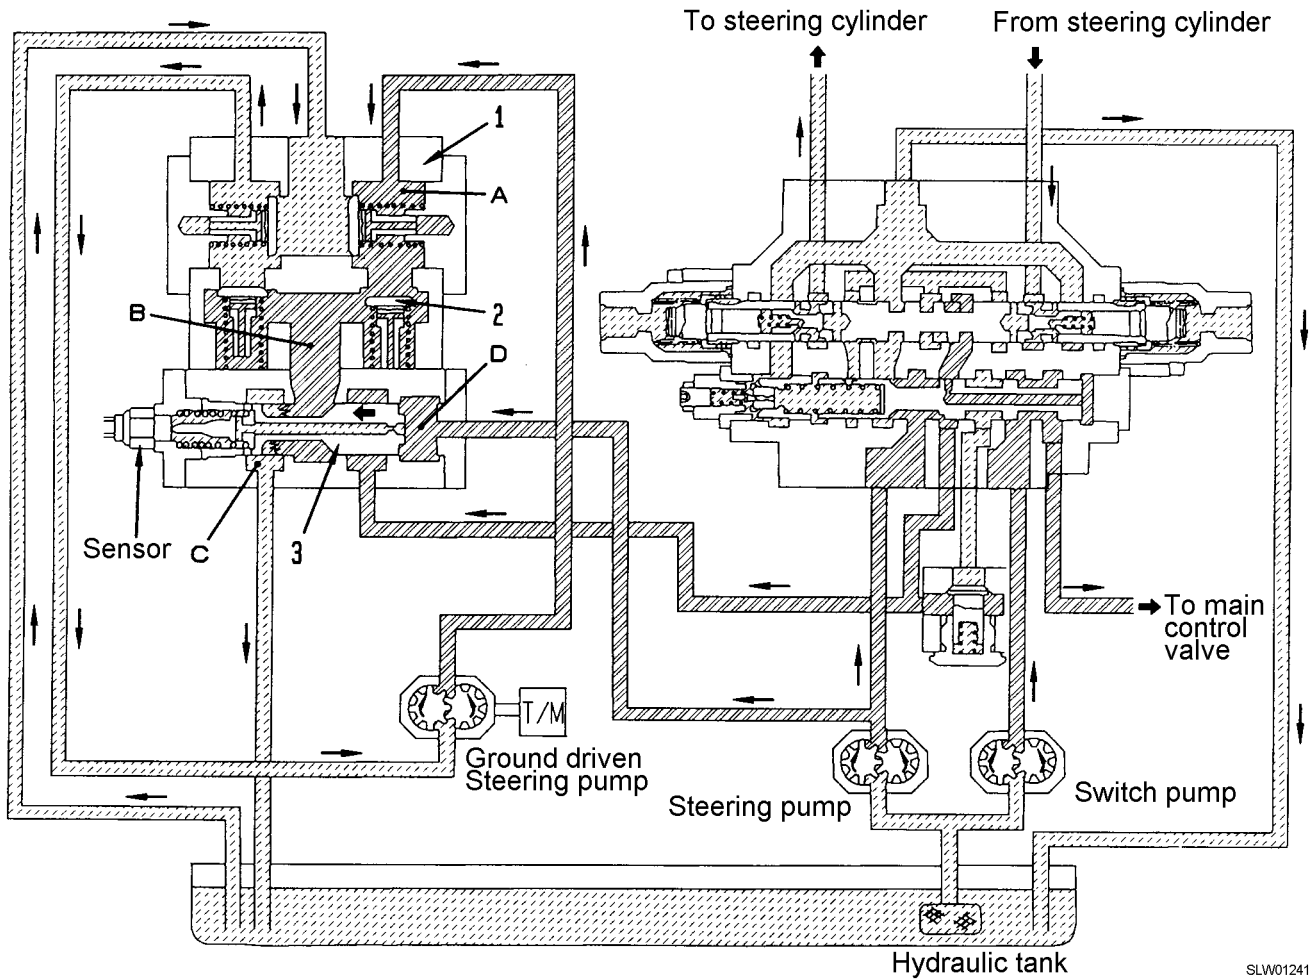 To steering cylinder
From steering cylinder
1
A
B
2
D
Sensor
C
3
To main
control
valve
T/M
Ground driven
Steering pump
Steering pump
Switch pump
Hydraulic tank
SLW01241